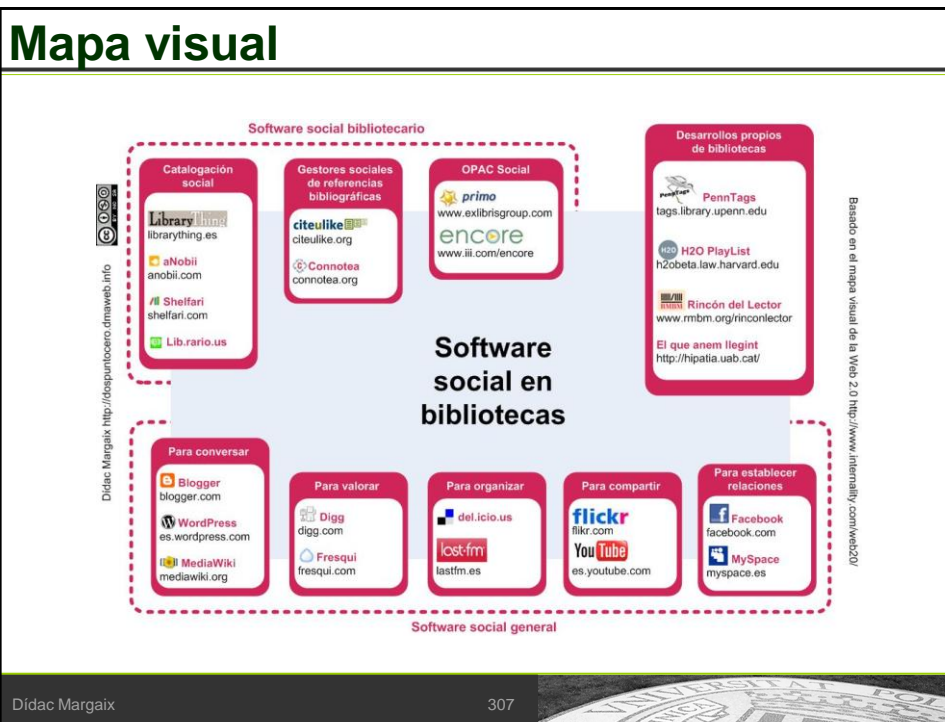 Mapa visual
Software social bibliotecario
Catalogación
social
LibraryThing
librarything.es
aNobii
anobii.com
Shelfari
shelfari.com
Lib.rario.us
Gestores sociales
de referencias
bibliográficas
citeulike
citeulike.org
Connotea
connotea.org
OPAC Social
primo
www.exlibrisgroup.com
encore
www.iii.com/encore
Desarrollos propios
de bibliotecas
PennTags
PennTags
tags.library.upenn.edu
H2O
H2O PlayList
h2obeta.law.harvard.edu
RMBM
Rincón del Lector
www.rmbm.org/rinconlector
El que anem llegint
http://hipatia.uab.cat/
Software
social en
bibliotecas
Para conversar
Blogger
blogger.com
WordPress
es.wordpress.com
MediaWiki
mediawiki.org
Para valorar
Digg
digg.com
Fresqui
fresqui.com
Para organizar
del.icio.us
last·fm
lastfm.es
Para compartir
flickr
flikr.com
YouTube
es.youtube.com
Para establecer
relaciones
Facebook
facebook.com
MySpace
myspace.es
Software social general
Dídac Margaix http://dospuntocero.dmaweb.info
Basado en el mapa visual de la Web 2.0 http://www.internality.com/web20/
Dídac Margaix
307